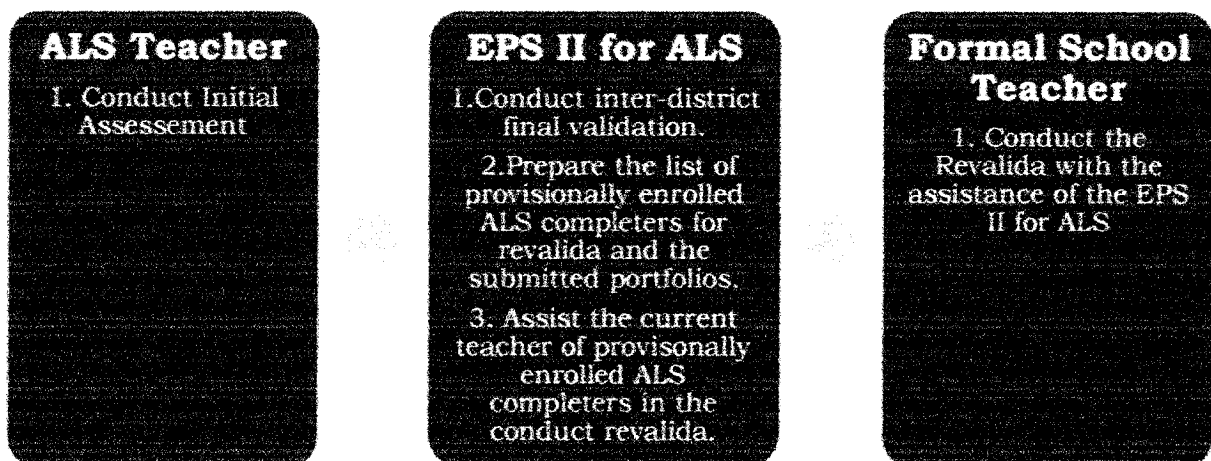 ALS Teacher
1. Conduct Initial
Assessement
EPS II for ALS
1.Conduct inter-district
final validation.
2.Prepare the list of
provisionally enrolled
ALS completers for
revalida and the
submitted portfolios.
3. Assist the current
teacher of provisonally
enrolled ALS
completers in the
conduct revalida.
Formal School
Teacher
1. Conduct the
Revalida with the
assistance of the EPS
II for ALS